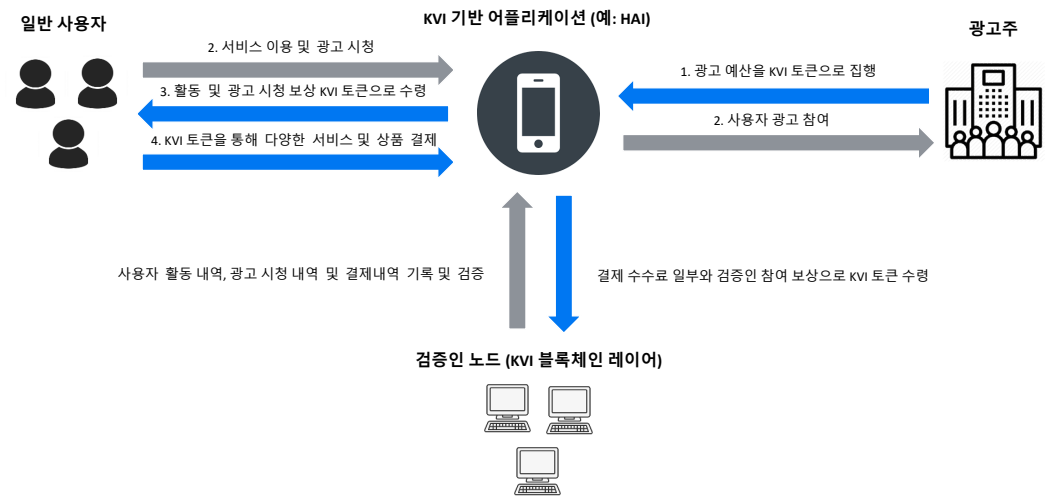 일반 사용자
KVI 기반 어플리케이션 (예: HAI)
광고주
2. 서비스 이용 및 광고 시청
3. 활동 및 광고 시청 보상 KVI 토큰으로 수령
4. KVI 토큰을 통해 다양한 서비스 및 상품 결제
1. 광고 예산을 KVI 토큰으로 집행
2. 사용자 광고 참여
사용자 활동 내역, 광고 시청 내역 및 결제내역 기록 및 검증
결제 수수료 일부와 검증인 참여 보상으로 KVI 토큰 수령
검증인 노드 (KVI 블록체인 레이어)